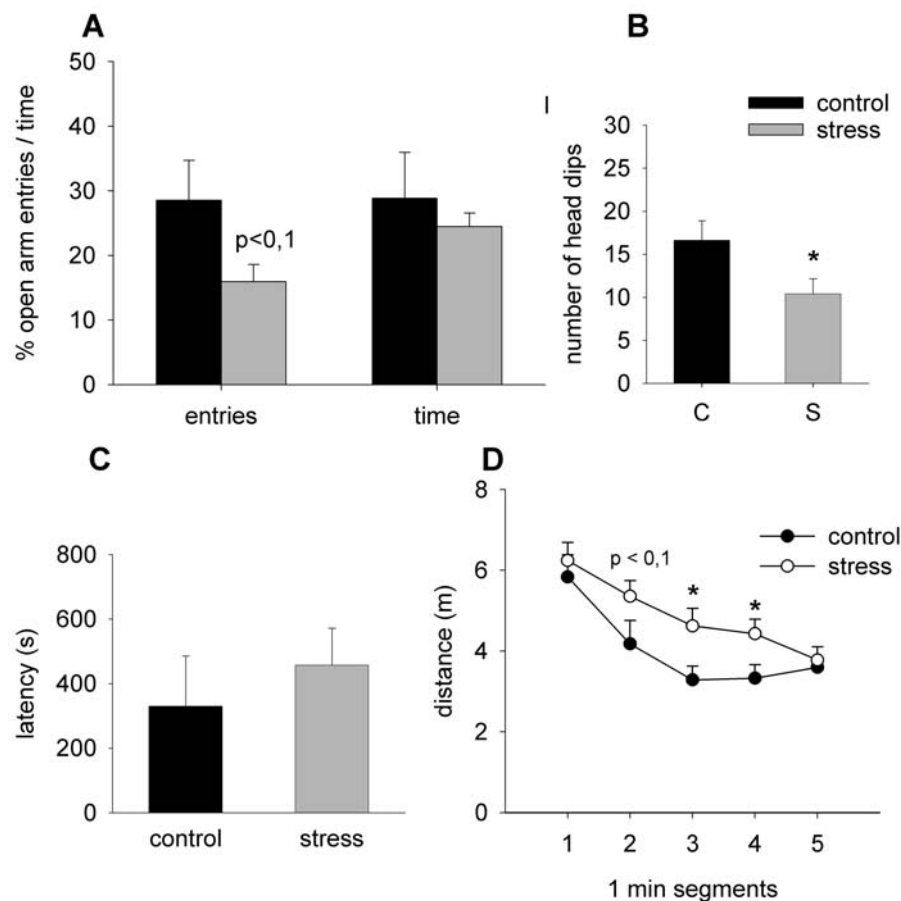 A
50
40
30
20
10
0
% open arm entries / time
p<0,1
entries
time
B
control
stress
30
25
20
15
10
5
0
number of head dips
*
C
S
C
800
600
400
200
0
latency (s)
control
stress
D
8
6
4
2
0
distance (m)
control
stress
p < 0,1
*
*
1 2 3 4 5
1 min segments